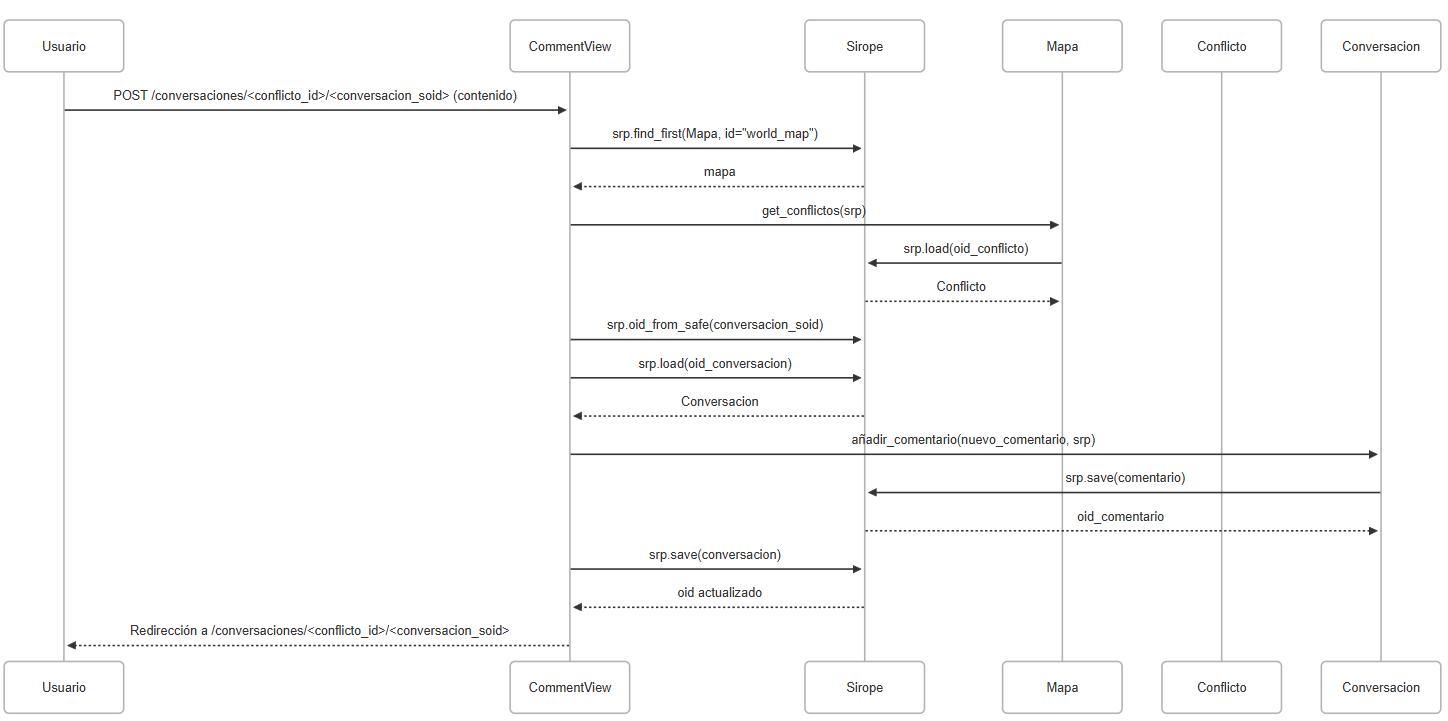 Usuario
CommentView
Sirope
Mapa
Conflicto
Conversacion
POST /conversaciones/<conflicto_id>/<conversacion_soid> (contenido)
srp.find_first(Mapa, id="world_map")
mapa
get_conflictos(srp)
srp.load(oid_conflicto)
Conflicto
srp.oid_from_safe(conversacion_soid)
srp.load(oid_conversacion)
Conversacion
añadir_comentario(nuevo_comentario, srp)
srp.save(comentario)
oid_comentario
srp.save(conversacion)
oid actualizado
Redirección a /conversaciones/<conflicto_id>/<conversacion_soid>
Usuario
CommentView
Sirope
Mapa
Conflicto
Conversacion